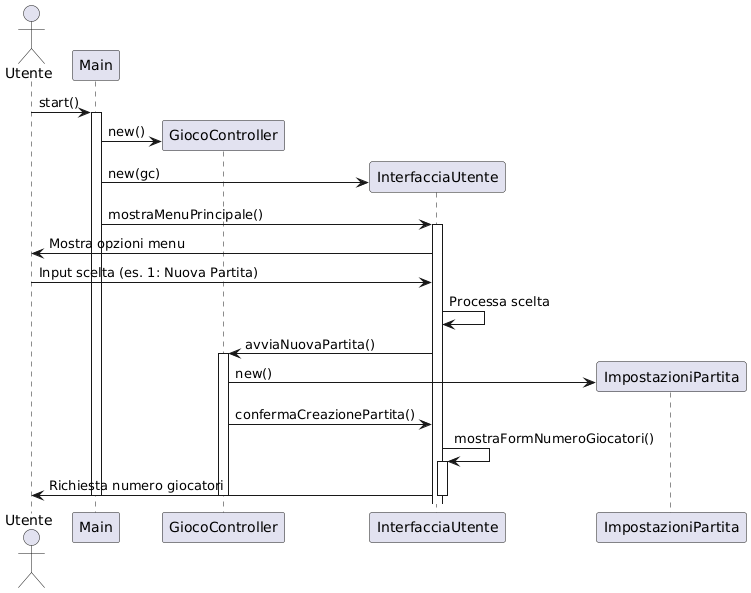 Utente
Main
start()
new()
GiocoController
new(gc)
InterfacciaUtente
mostraMenuPrincipale()
Mostra opzioni menu
Input scelta (es. 1: Nuova Partita)
Processa scelta
avviaNuovaPartita()
new()
ImpostazioniPartita
confermaCreazionePartita()
mostraFormNumeroGiocatori()
Richiesta numero giocatori
Utente
Main
GiocoController
InterfacciaUtente
ImpostazioniPartita